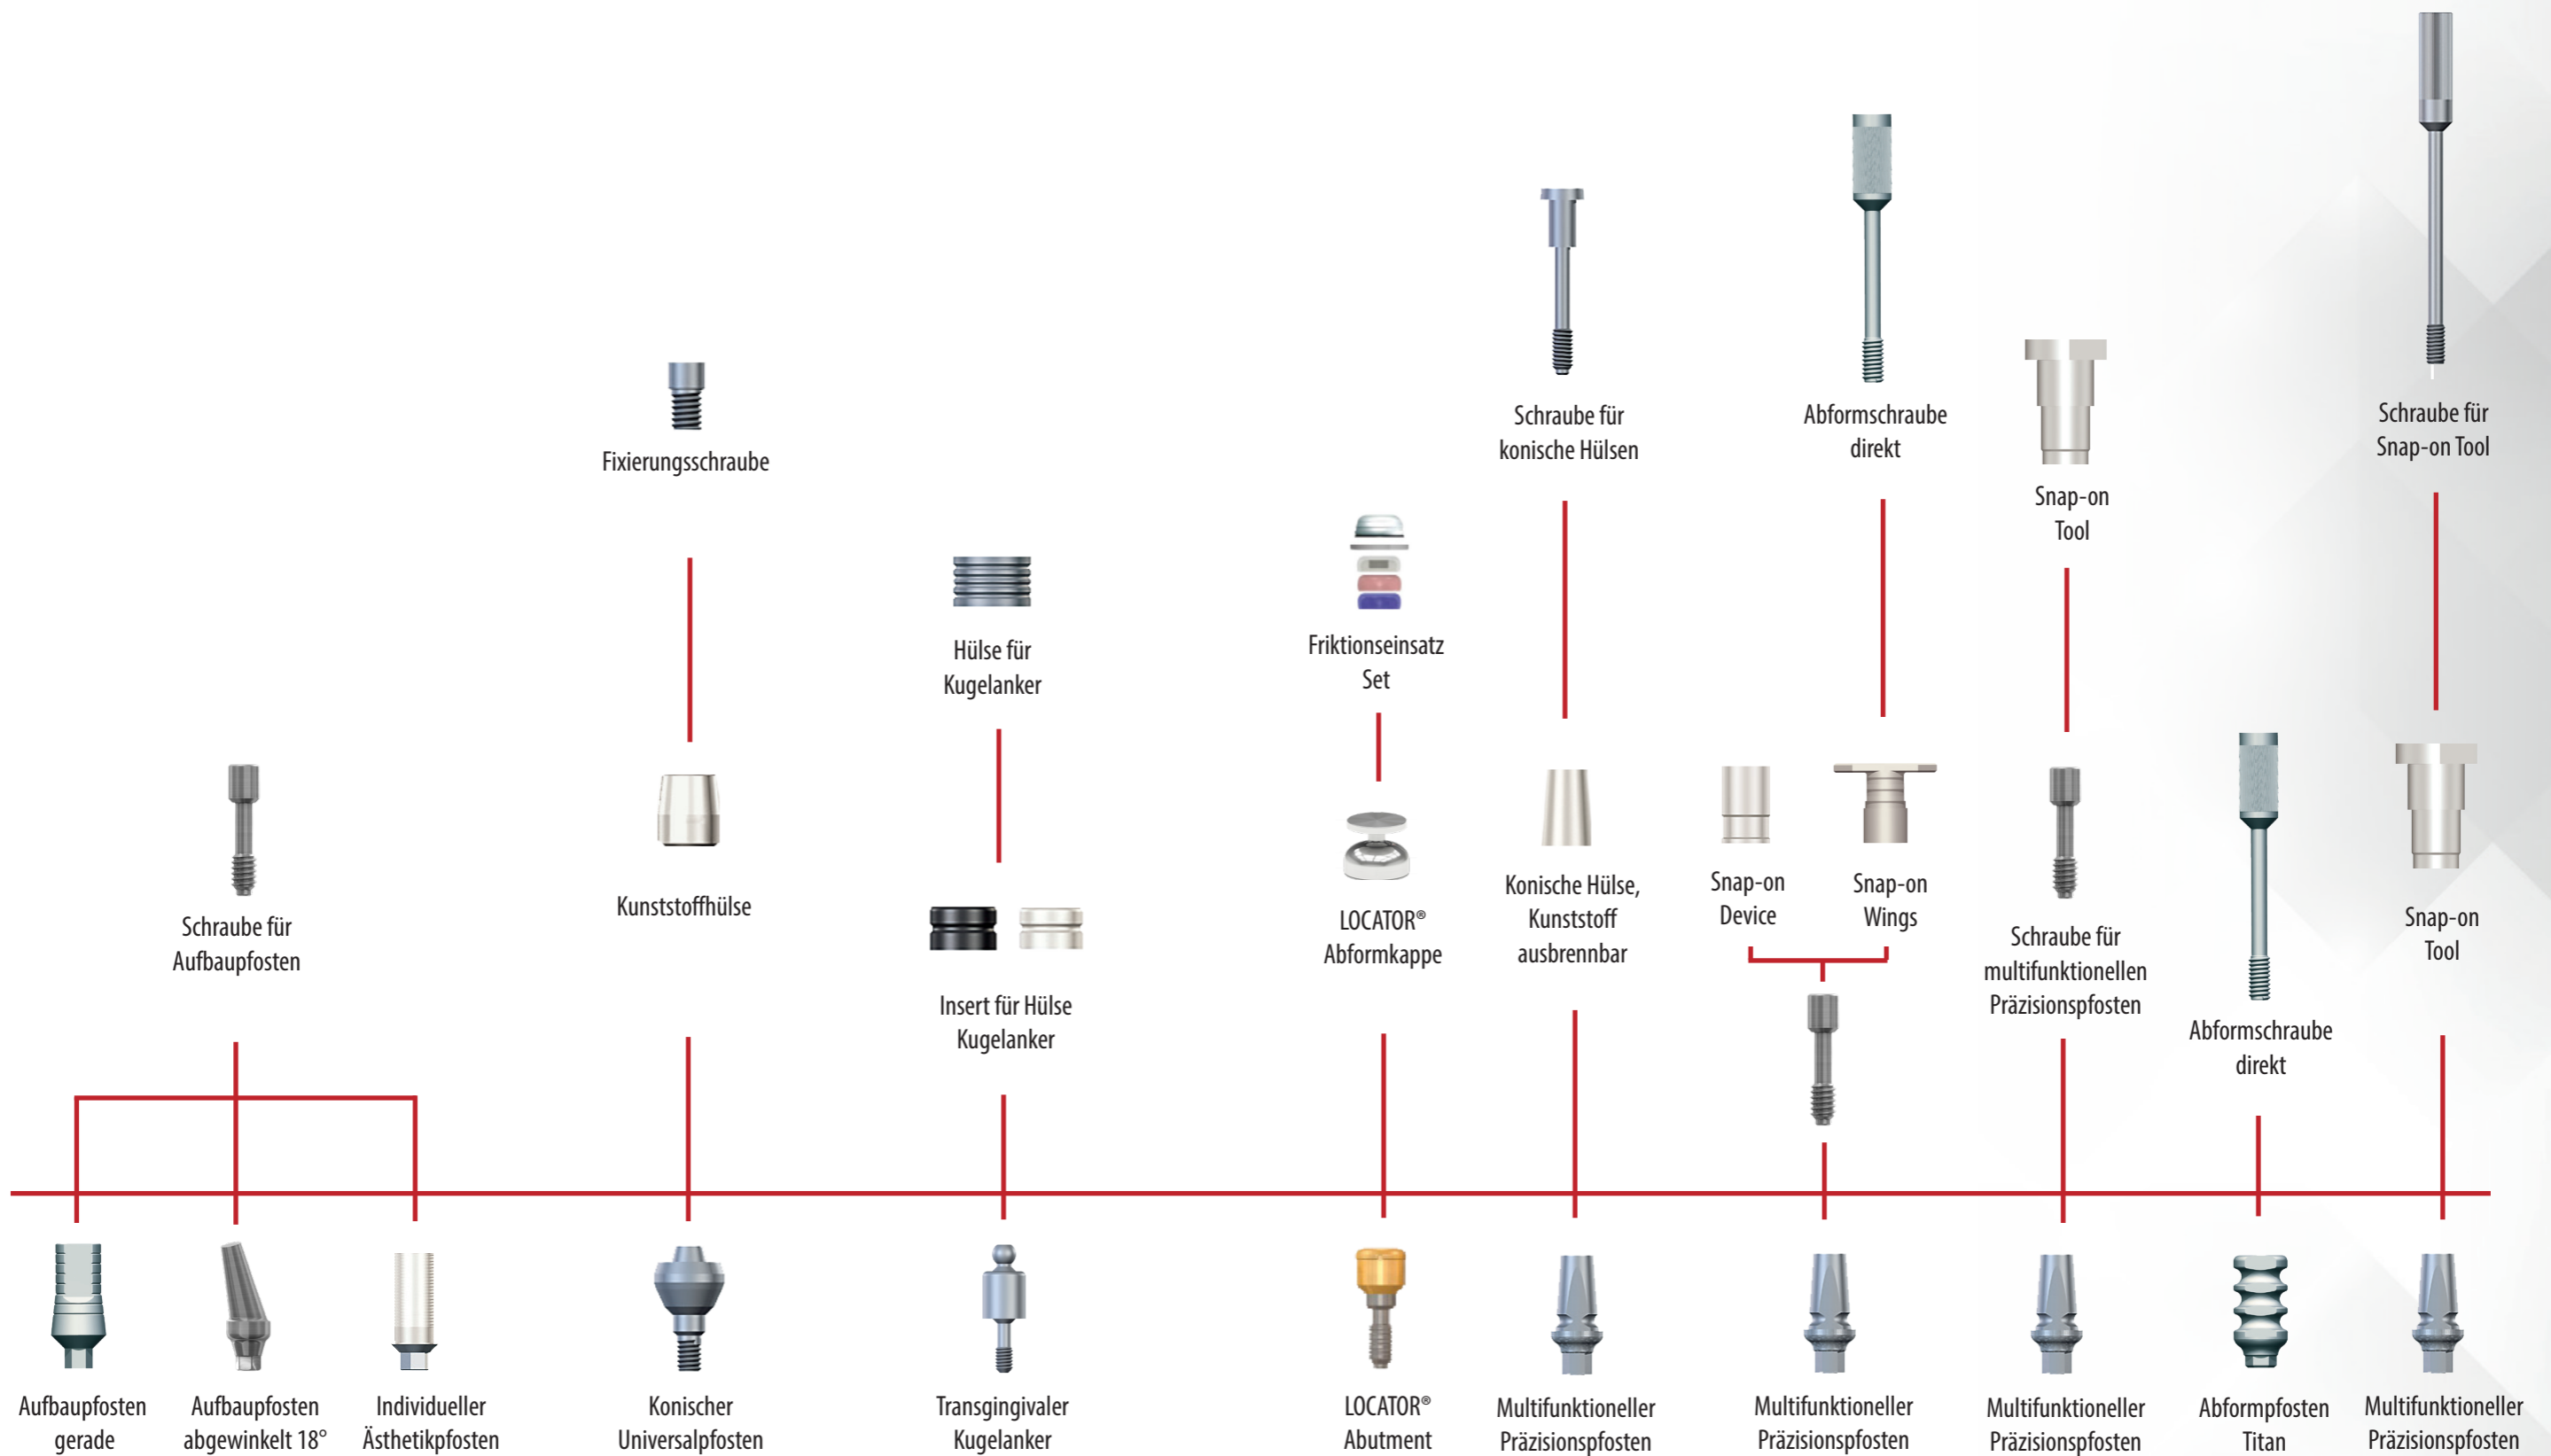 Schraube für
konische Hülsen
Abformschraube
direkt
Schraube für
Snap-on Tool
Fixierungsschraube
Snap-on
Tool
Hülse für
Kugelanker
Friktionseinsatz
Set
Schraube für
Aufbaupfosten
Kunststoffhülse
Insert für Hülse
Kugelanker
LOCATOR®
Abformkappe
Konische Hülse,
Kunststoff
ausbrennbar
Snap-on
Device
Snap-on
Wings
Schraube für
multifunktionellen
Präzisionspfosten
Abformschraube
direkt
Snap-on
Tool
Aufbaupfosten
gerade
Aufbaupfosten
abgewinkelt 18°
Individueller
Ästhetikpfosten
Konischer
Universalpfosten
Transgingivaler
Kugelanker
LOCATOR®
Abutment
Multifunktioneller
Präzisionspfosten
Multifunktioneller
Präzisionspfosten
Multifunktioneller
Präzisionspfosten
Abformpfosten
Titan
Multifunktioneller
Präzisionspfosten